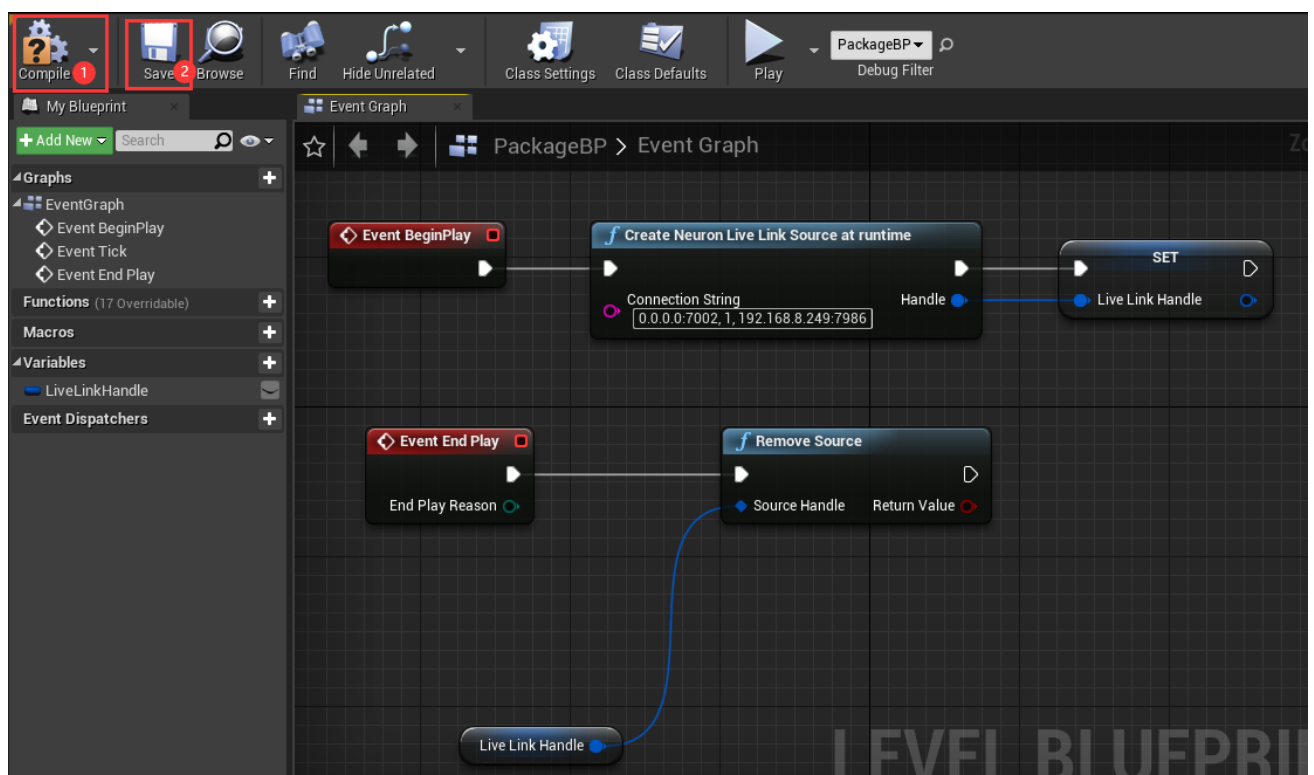 Compile 1 Save 2 Browse Find Hide Unrelated Class Settings Class Defaults Play PackageBP Debug Filter
My Blueprint Event Graph
Add New Search
PackageBP > Event Graph
Graphs
EventGraph
Event BeginPlay
Event Tick
Event End Play
Functions (17 Overridable)
Macros
Variables
LiveLinkHandle
Event Dispatchers
Event BeginPlay
Create Neuron Live Link Source at runtime
Connection String
0.0.0.0:7002, 1, 192.168.8.249:7986
Handle
SET
Live Link Handle
Event End Play
End Play Reason
Remove Source
Source Handle Return Value
Live Link Handle
LEVEL